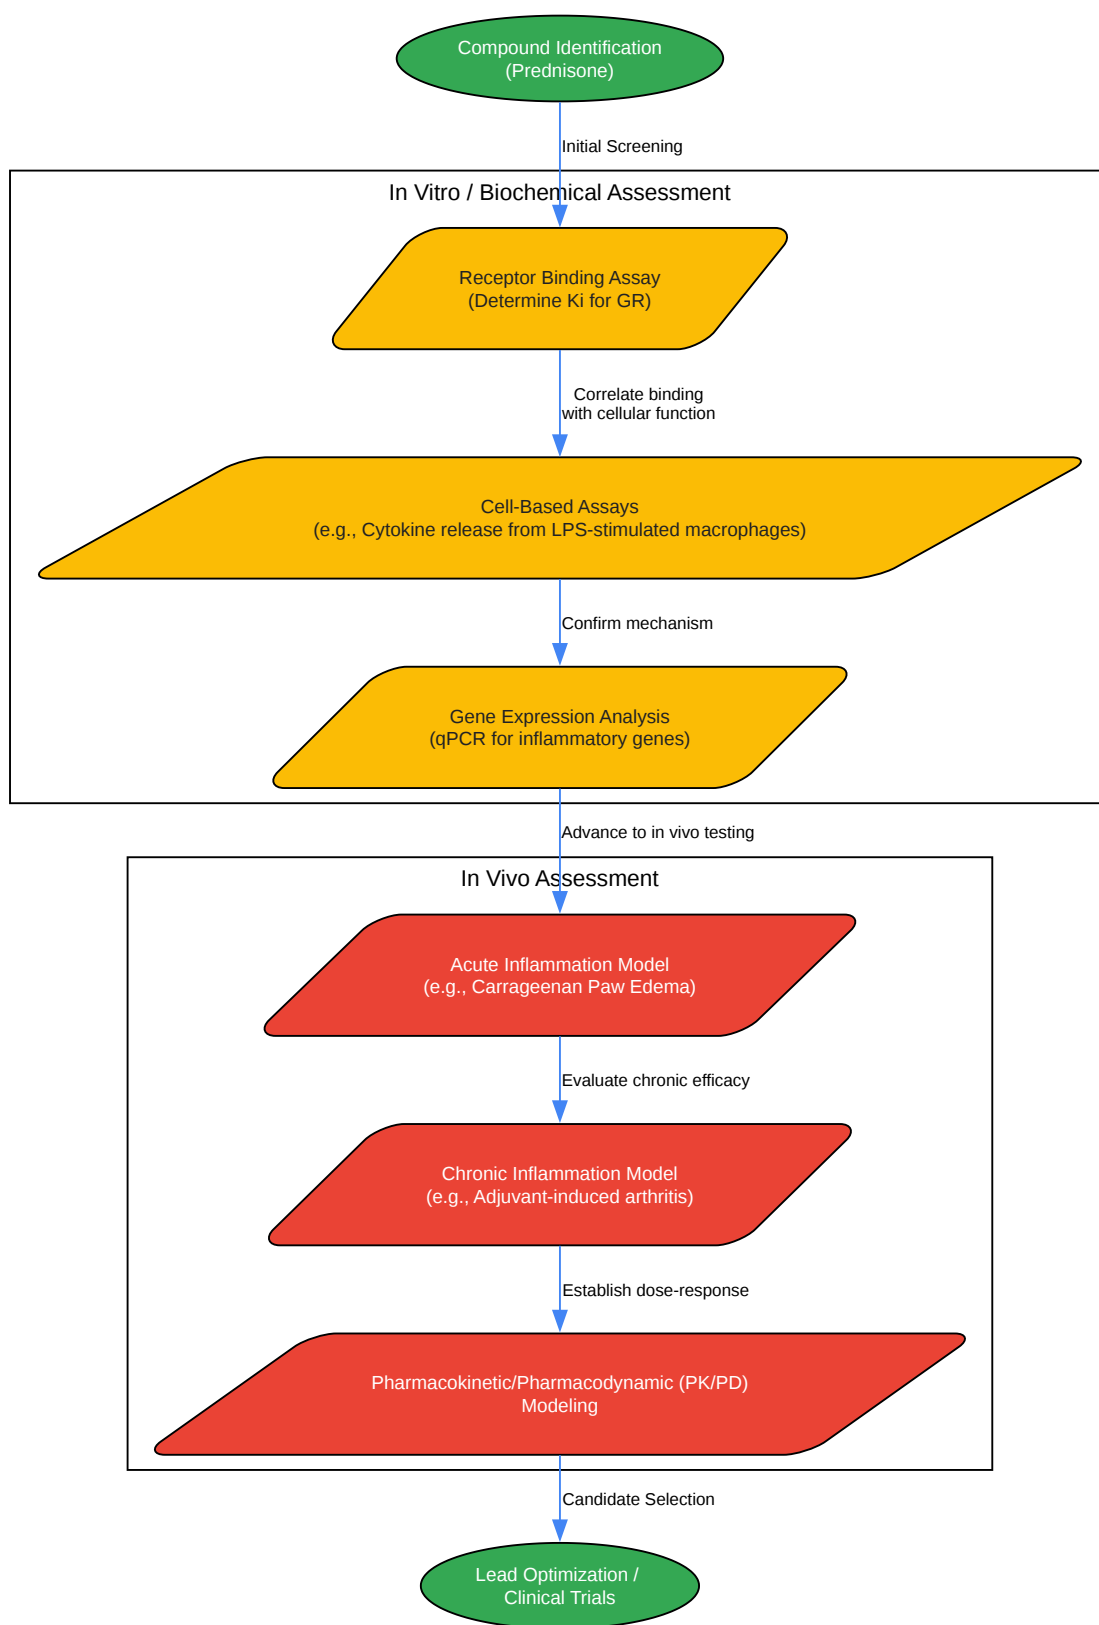 Compound Identification
(Prednisone)
Initial Screening
In Vitro / Biochemical Assessment
Receptor Binding Assay
(Determine Ki for GR)
Correlate binding
with cellular function
Cell-Based Assays
(e.g., Cytokine release from LPS-stimulated macrophages)
Confirm mechanism
Gene Expression Analysis
(qPCR for inflammatory genes)
Advance to in vivo testing
In Vivo Assessment
Acute Inflammation Model
(e.g., Carrageenan Paw Edema)
Evaluate chronic efficacy
Chronic Inflammation Model
(e.g., Adjuvant-induced arthritis)
Establish dose-response
Pharmacokinetic/Pharmacodynamic (PK/PD)
Modeling
Candidate Selection
Lead Optimization /
Clinical Trials